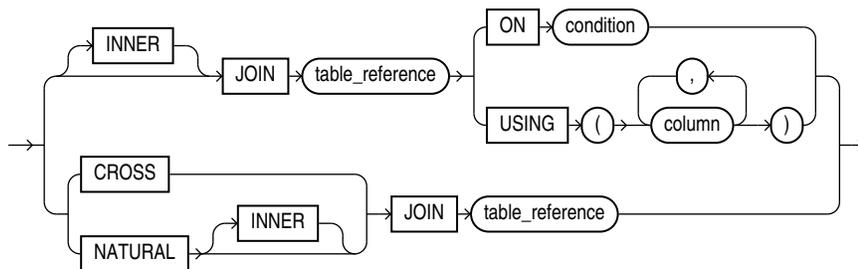 INNER
JOIN table_reference
ON condition
USING ( column , )
CROSS
NATURAL INNER
JOIN table_reference